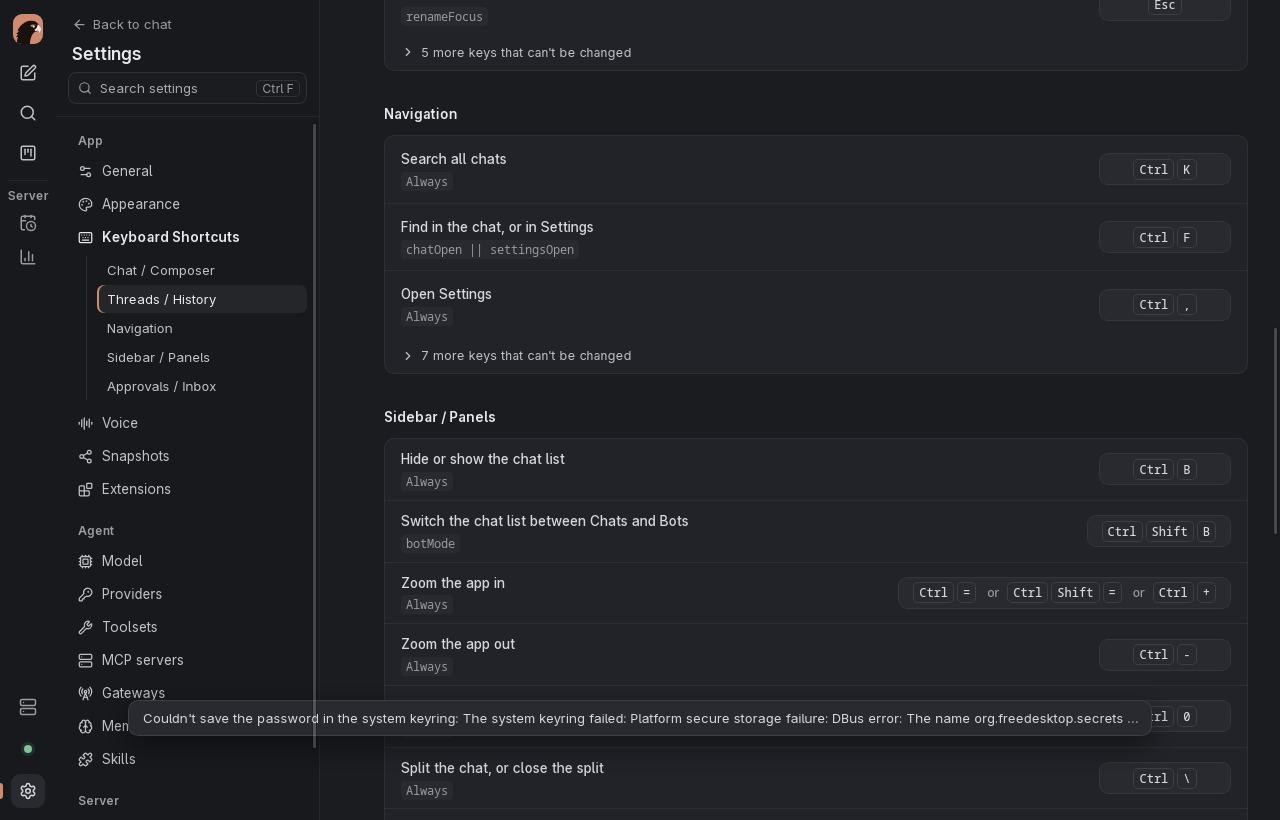 Back to chat
Settings
Search settings Ctrl F
App
General
Appearance
Keyboard Shortcuts
Chat / Composer
Threads / History
Navigation
Sidebar / Panels
Approvals / Inbox
Voice
Snapshots
Extensions
Agent
Model
Providers
Toolsets
MCP servers
Gateways
Mem
Skills
Server
Server
renameFocus
Esc
5 more keys that can't be changed
Navigation
Search all chats
Always
Ctrl K
Find in the chat, or in Settings
chatOpen || settingsOpen
Ctrl F
Open Settings
Always
Ctrl ,
7 more keys that can't be changed
Sidebar / Panels
Hide or show the chat list
Always
Ctrl B
Switch the chat list between Chats and Bots
botMode
Ctrl Shift B
Zoom the app in
Always
Ctrl = or Ctrl Shift = or Ctrl +
Zoom the app out
Always
Ctrl -
Couldn't save the password in the system keyring: The system keyring failed: Platform secure storage failure: DBus error: The name org.freedesktop.secrets …
0
Split the chat, or close the split
Always
Ctrl \